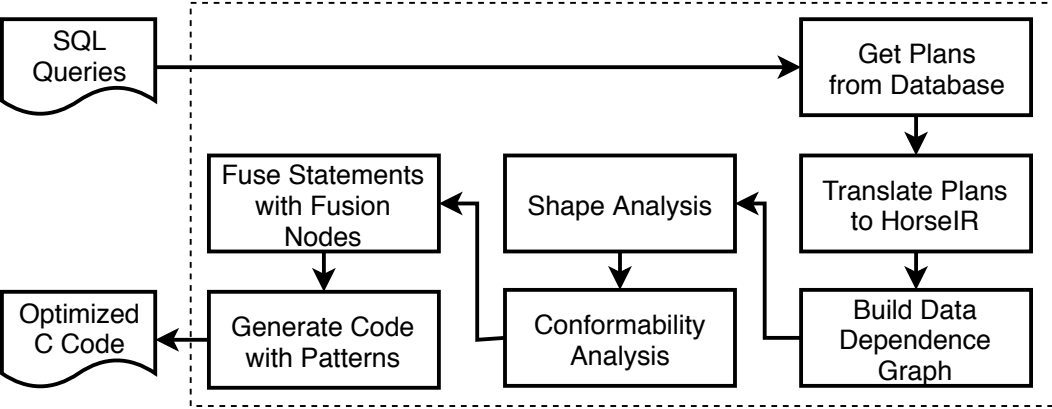 SQL
Queries
Get Plans
from Database
Translate Plans
to HorseIR
Build Data
Dependence
Graph
Shape Analysis
Conformability
Analysis
Fuse Statements
with Fusion
Nodes
Generate Code
with Patterns
Optimized
C Code